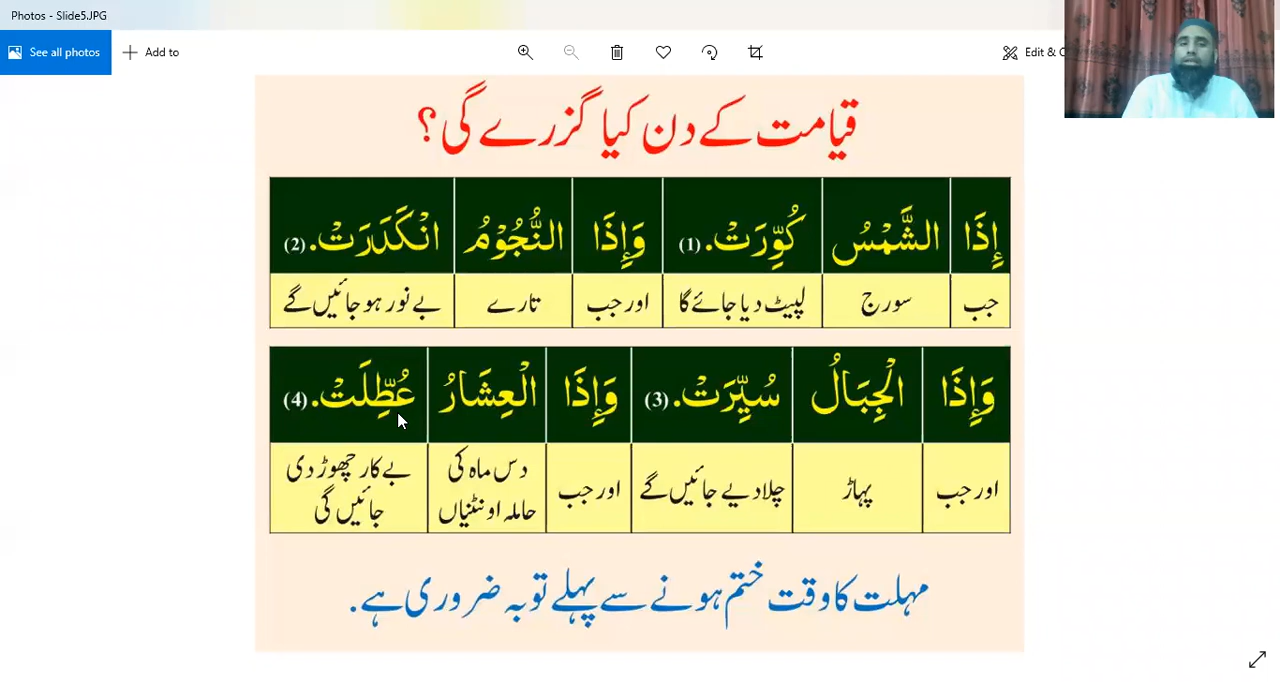 Photos - Slide5.JPG
See all photos
Add to
Edit & C
قیامت کے دن کیا گزرے گی؟
إِذَا الشَّمْسُ كُوِّرَتْ. (1) وَإِذَا النُّجُوْمُ انْكَدَرَتْ. (2)
جب سورج لپیٹ دیا جائے گا اور جب تارے بے نور ہو جائیں گے
وَإِذَا الْجِبَالُ سُيِّرَتْ. (3) وَإِذَا الْعِشَارُ عُطِّلَتْ. (4)
اور جب پہاڑ چلا دیے جائیں گے اور جب دس ماہ کی حاملہ اونٹنیاں بے کار چھوڑ دی جائیں گی
مہلت کا وقت ختم ہونے سے پہلے توبہ ضروری ہے.